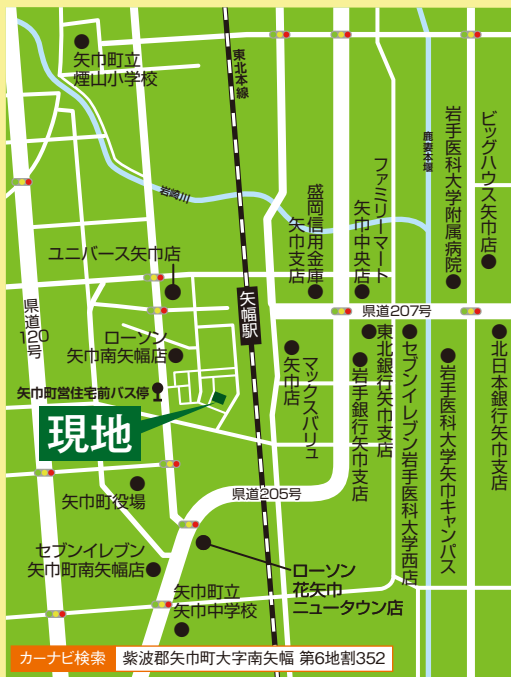 矢巾町立
煙山小学校
東北本線
岩崎川
鹿妻本堰
ユニバース矢巾店
盛岡信用金庫
矢巾支店
ファミリーマート
矢巾中央店
岩手医科大学附属病院
ビッグハウス矢巾店
県道120号
矢幅駅
県道207号
ローソン
矢巾南矢幅店
矢巾町営住宅前バス停
現地
マックスバリュ
矢巾店
東北銀行矢巾支店
岩手銀行矢巾支店
セブンイレブン岩手医科大学西店
岩手医科大学矢巾キャンパス
北日本銀行矢巾支店
矢巾町役場
県道205号
セブンイレブン
矢巾町南矢幅店
ローソン
花矢巾
ニュータウン店
矢巾町立
矢巾中学校
カーナビ検索 紫波郡矢巾町大字南矢幅 第6地割352